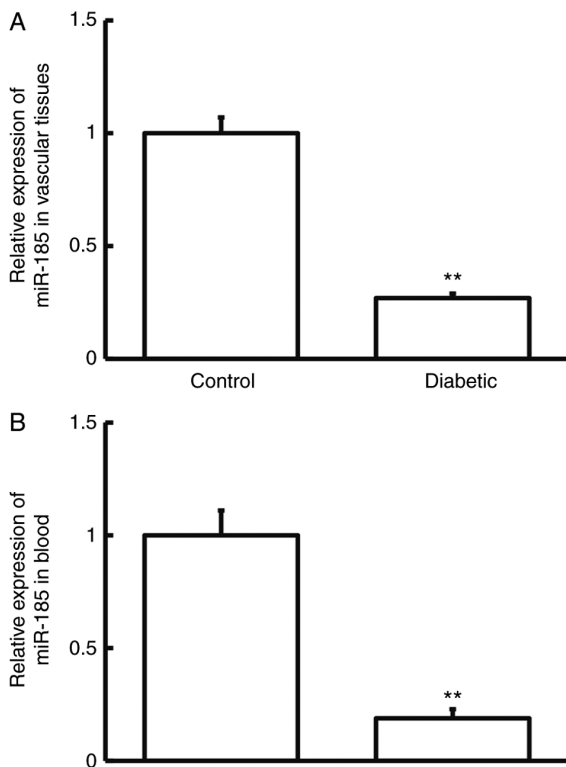 A
Relative expression of
miR-185 in vascular tissues
1.5
1
0.5
0
**
Control
Diabetic
B
Relative expression of
miR-185 in blood
1.5
1
0.5
0
**